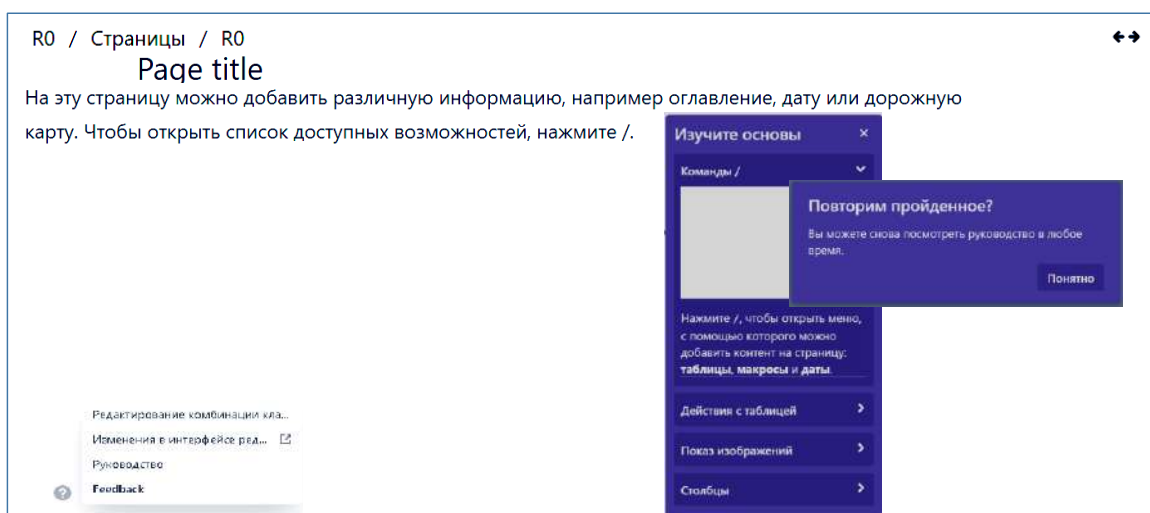 R0 / Страницы / R0
Page title
На эту страницу можно добавить различную информацию, например оглавление, дату или дорожную
карту. Чтобы открыть список доступных возможностей, нажмите /.
Изучите основы
Команды /
Повторим пройденное?
Вы можете снова посмотреть руководство в любое
время.
Понятно
Нажмите /, чтобы открыть меню,
с помощью которого можно
добавить контент на страницу:
таблицы, макросы и даты.
Действия с таблицей
Показ изображений
Столбцы
Редактирование комбинации кла...
Изменения в интерфейсе ред...
Руководство
Feedback